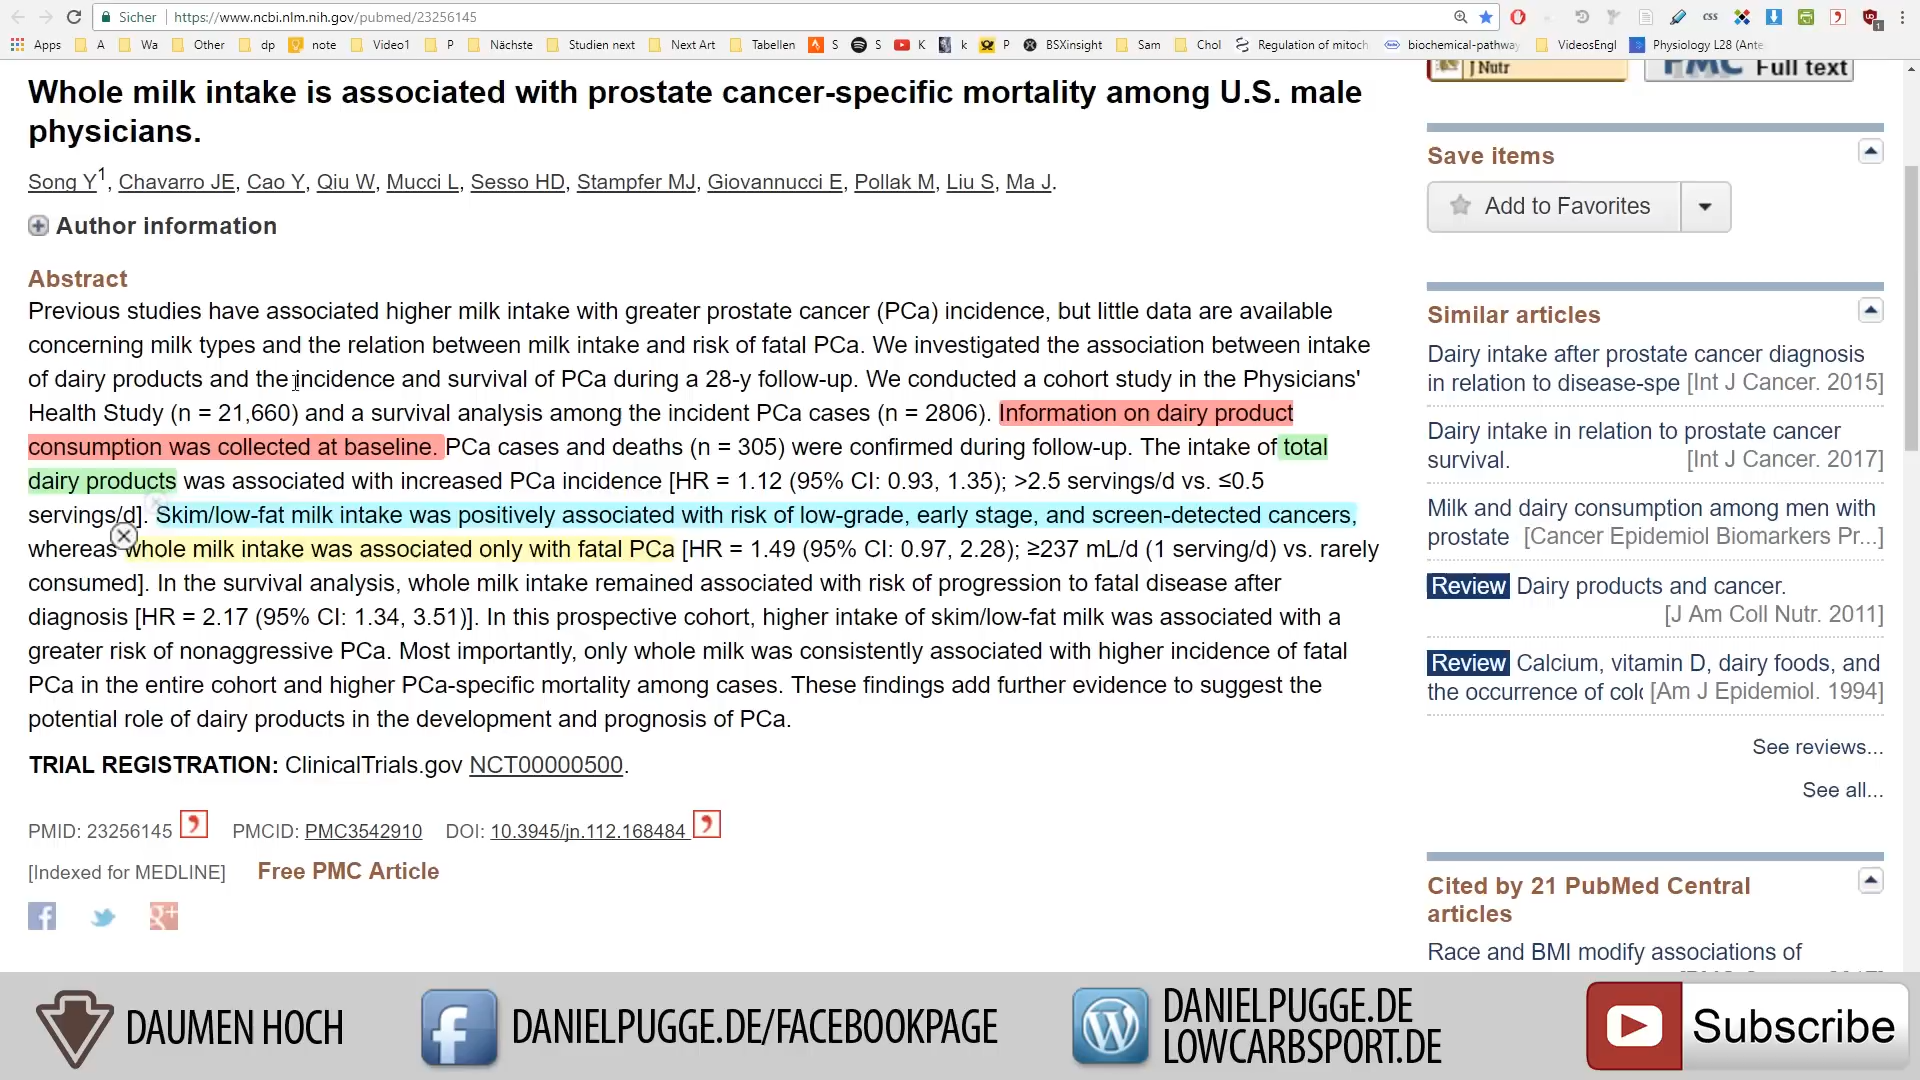 Sicher https://www.ncbi.nlm.nih.gov/pubmed/23256145
Apps A Wa Other dp note Video1 P Nächste Studien next Next Art Tabellen S S K k P BSXinsight Sam Chol Regulation of mitoch biochemical-pathway VideosEngl Physiology L28 (Ante
J Nutr
PMC Full text
Whole milk intake is associated with prostate cancer-specific mortality among U.S. male
physicians.
Song Y1, Chavarro JE, Cao Y, Qiu W, Mucci L, Sesso HD, Stampfer MJ, Giovannucci E, Pollak M, Liu S, Ma J.
Author information
Abstract
Previous studies have associated higher milk intake with greater prostate cancer (PCa) incidence, but little data are available
concerning milk types and the relation between milk intake and risk of fatal PCa. We investigated the association between intake
of dairy products and the incidence and survival of PCa during a 28-y follow-up. We conducted a cohort study in the Physicians'
Health Study (n = 21,660) and a survival analysis among the incident PCa cases (n = 2806). Information on dairy product
consumption was collected at baseline. PCa cases and deaths (n = 305) were confirmed during follow-up. The intake of total
dairy products was associated with increased PCa incidence [HR = 1.12 (95% CI: 0.93, 1.35); >2.5 servings/d vs. ≤0.5
servings/d]. Skim/low-fat milk intake was positively associated with risk of low-grade, early stage, and screen-detected cancers,
whereas whole milk intake was associated only with fatal PCa [HR = 1.49 (95% CI: 0.97, 2.28); ≥237 mL/d (1 serving/d) vs. rarely
consumed]. In the survival analysis, whole milk intake remained associated with risk of progression to fatal disease after
diagnosis [HR = 2.17 (95% CI: 1.34, 3.51)]. In this prospective cohort, higher intake of skim/low-fat milk was associated with a
greater risk of nonaggressive PCa. Most importantly, only whole milk was consistently associated with higher incidence of fatal
PCa in the entire cohort and higher PCa-specific mortality among cases. These findings add further evidence to suggest the
potential role of dairy products in the development and prognosis of PCa.
TRIAL REGISTRATION: ClinicalTrials.gov NCT00000500.
PMID: 23256145 PMCID: PMC3542910 DOI: 10.3945/jn.112.168484
[Indexed for MEDLINE] Free PMC Article
Save items
Add to Favorites
Similar articles
Dairy intake after prostate cancer diagnosis
in relation to disease-spe [Int J Cancer. 2015]
Dairy intake in relation to prostate cancer
survival. [Int J Cancer. 2017]
Milk and dairy consumption among men with
prostate [Cancer Epidemiol Biomarkers Pr...]
Review Dairy products and cancer.
[J Am Coll Nutr. 2011]
Review Calcium, vitamin D, dairy foods, and
the occurrence of colo [Am J Epidemiol. 1994]
See reviews...
See all...
Cited by 21 PubMed Central
articles
Race and BMI modify associations of
DAUMEN HOCH
DANIELPUGGE.DE/FACEBOOKPAGE
DANIELPUGGE.DE
LOWCARBSPORT.DE
Subscribe